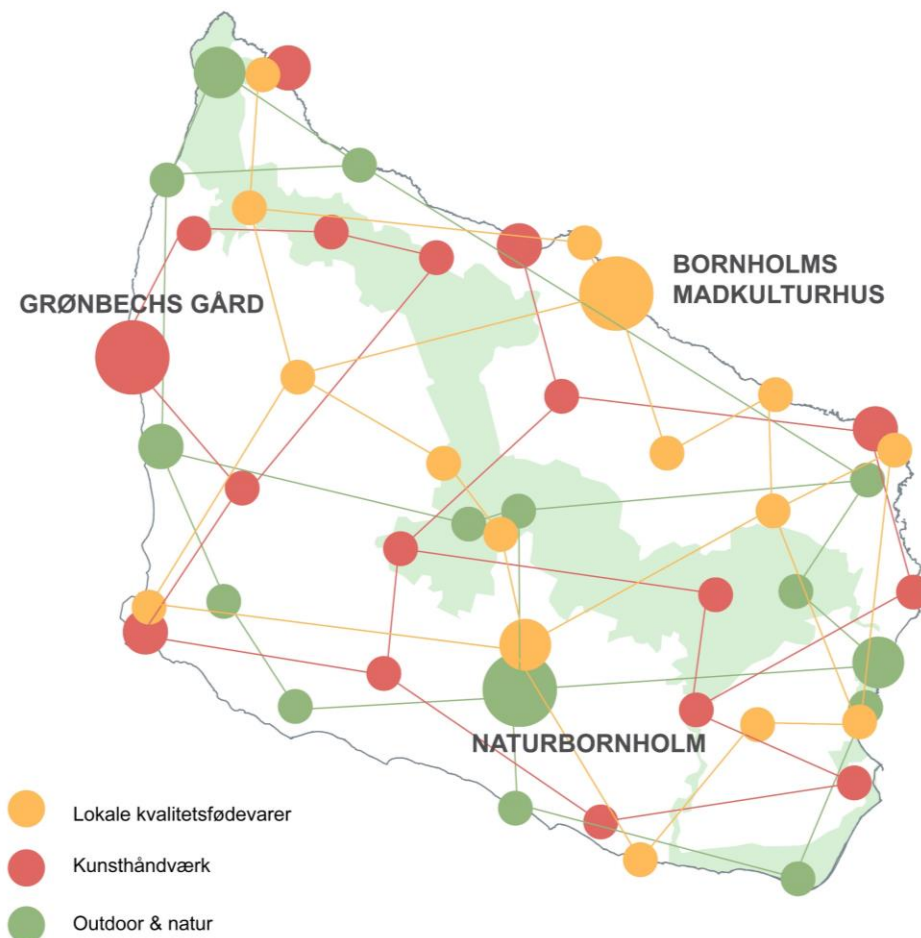 BORNHOLMS
MADKULTURHUS
GRØNBECHS GÅRD
NATURBORNHOLM
Lokale kvalitetsfødevarer
Kunsthåndværk
Outdoor & natur